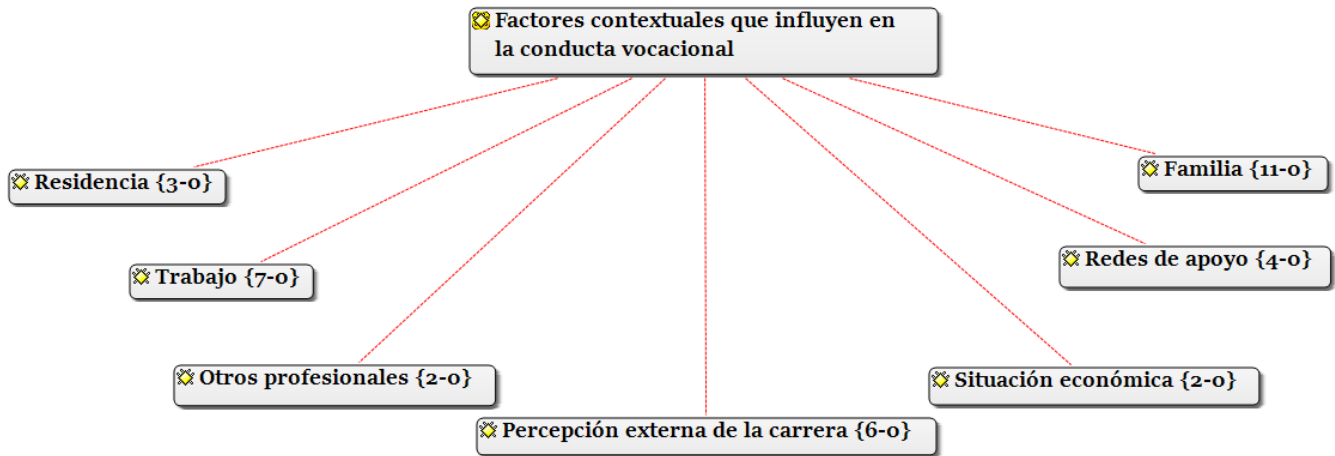 Factores contextuales que influyen en
la conducta vocacional
Familia {11-0}
Residencia {3-0}
Redes de apoyo {4-0}
Trabajo {7-0}
Otros profesionales {2-0}
Situación económica {2-0}
Percepción externa de la carrera {6-0}